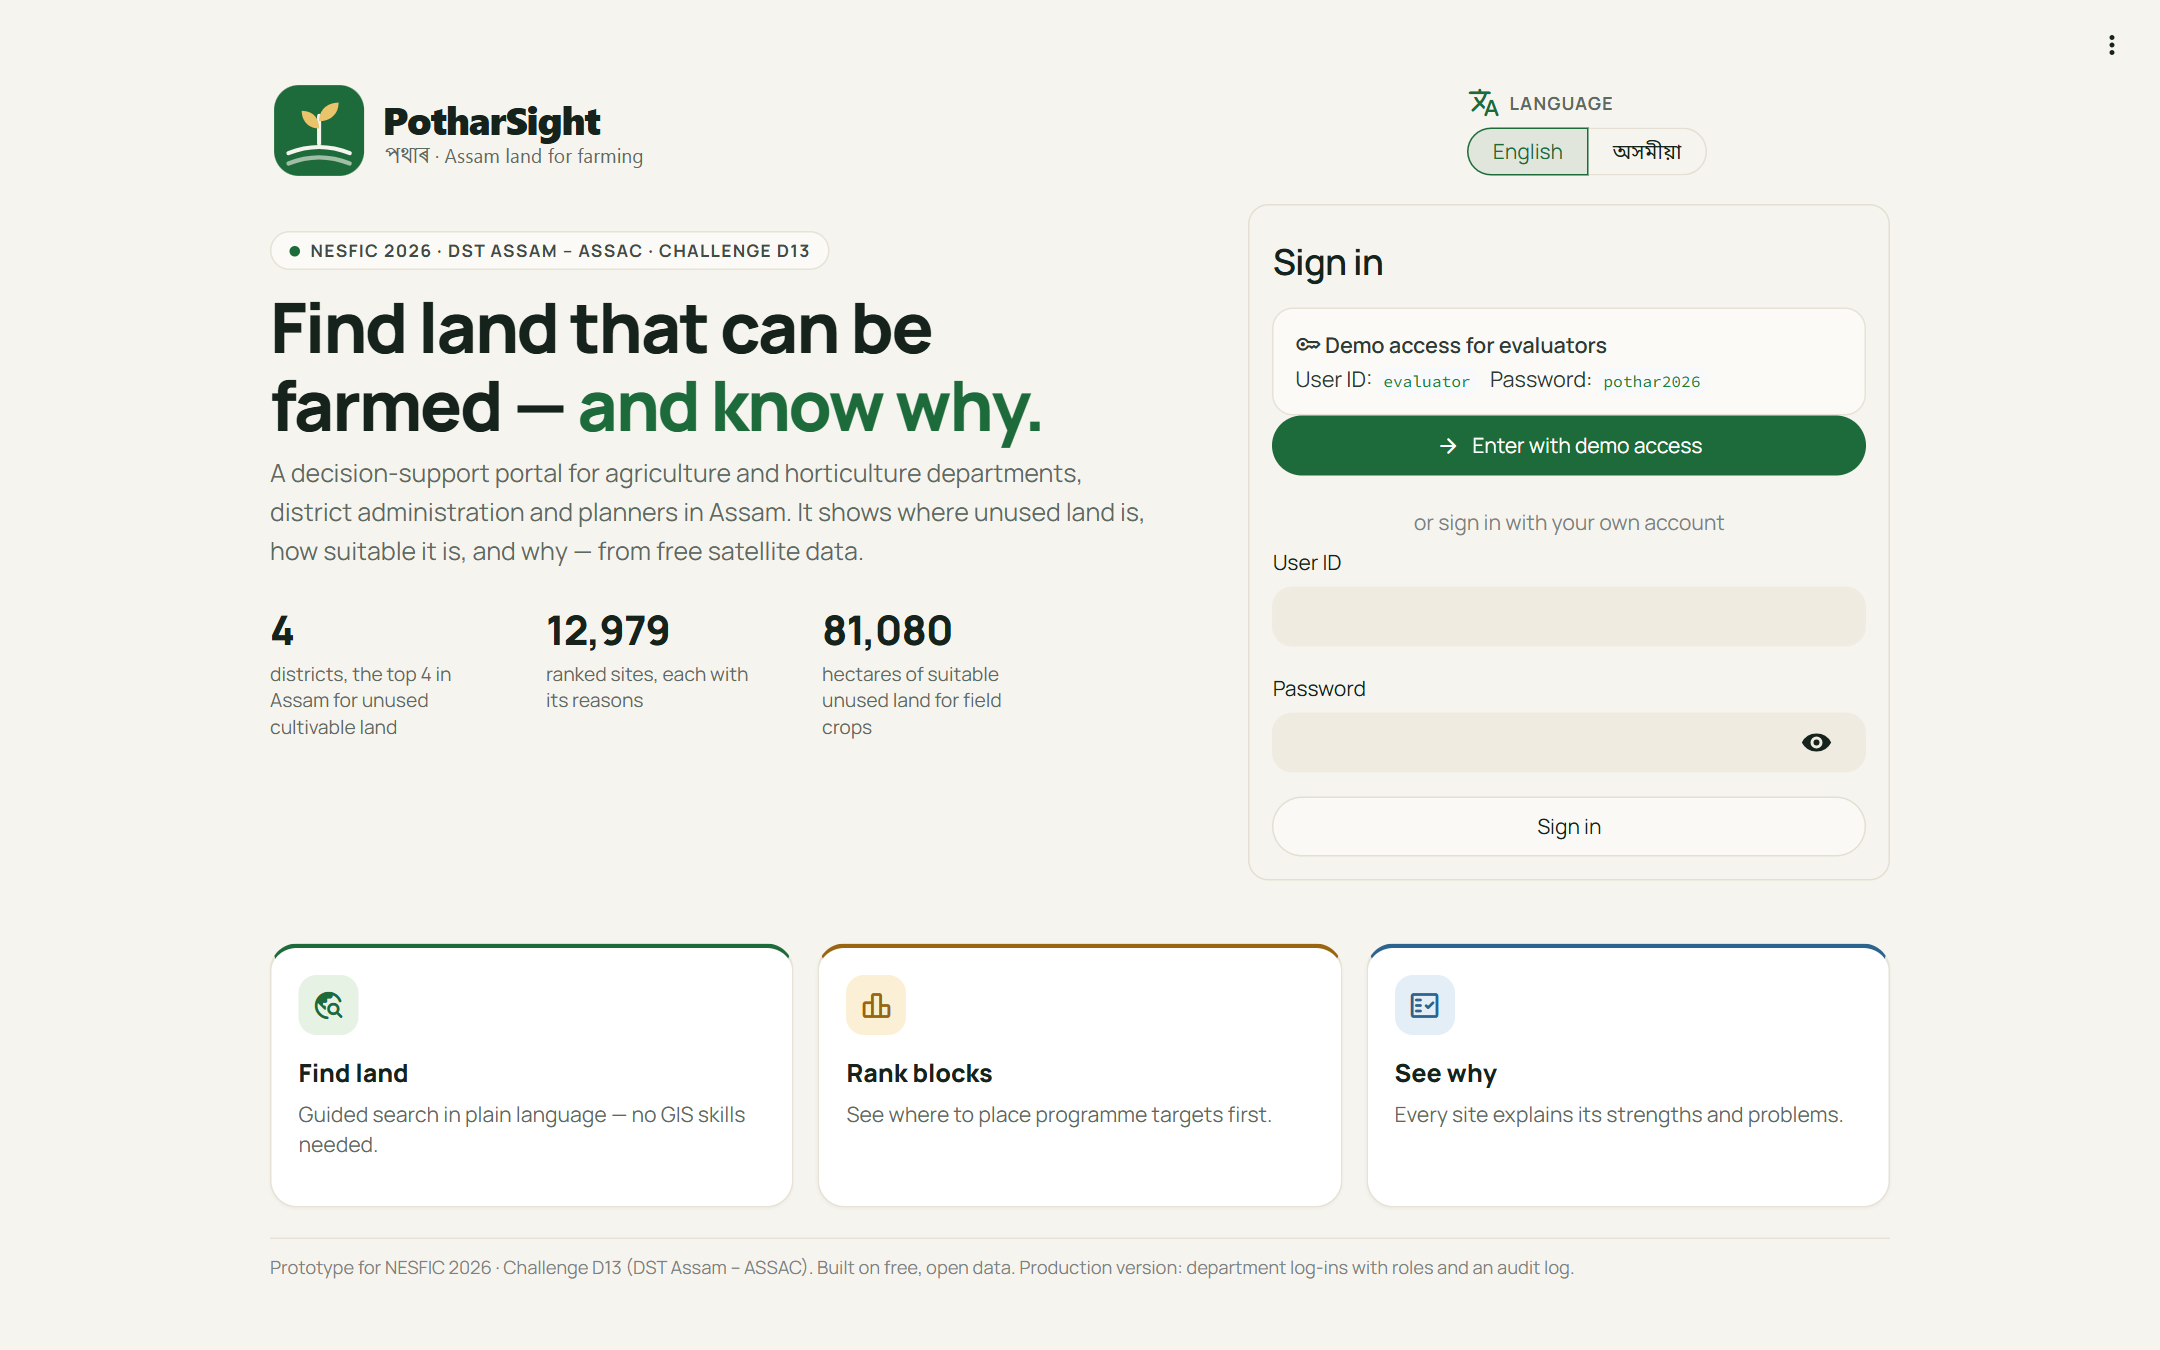 PotharSight
পথাৰ · Assam land for farming
LANGUAGE
English
অসমীয়া
NESFIC 2026 · DST ASSAM – ASSAC · CHALLENGE D13
Find land that can be
farmed — and know why.
A decision-support portal for agriculture and horticulture departments,
district administration and planners in Assam. It shows where unused land is,
how suitable it is, and why — from free satellite data.
4
districts, the top 4 in
Assam for unused
cultivable land
12,979
ranked sites, each with
its reasons
81,080
hectares of suitable
unused land for field
crops
Sign in
Demo access for evaluators
User ID: evaluator Password: pothar2026
Enter with demo access
or sign in with your own account
User ID
Password
Sign in
Find land
Guided search in plain language — no GIS skills
needed.
Rank blocks
See where to place programme targets first.
See why
Every site explains its strengths and problems.
Prototype for NESFIC 2026 · Challenge D13 (DST Assam – ASSAC). Built on free, open data. Production version: department log-ins with roles and an audit log.